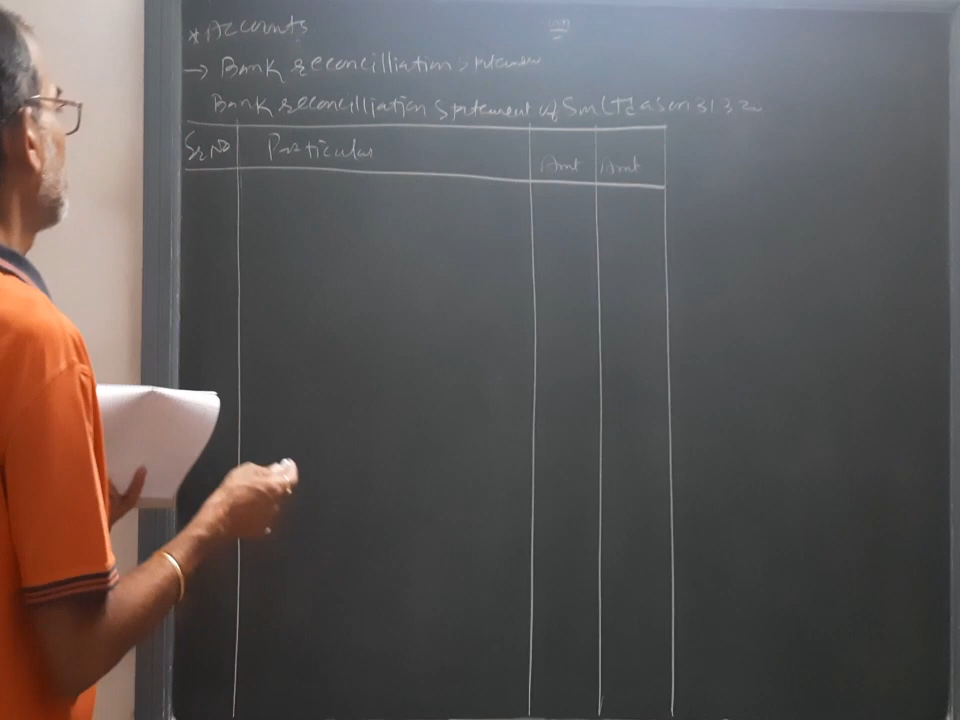 * Accounts
→ Bank reconcilliation statement
Bank reconcilliation statement of Sm Ltd as on 31 3 20
Sr No Particular Amt Amt